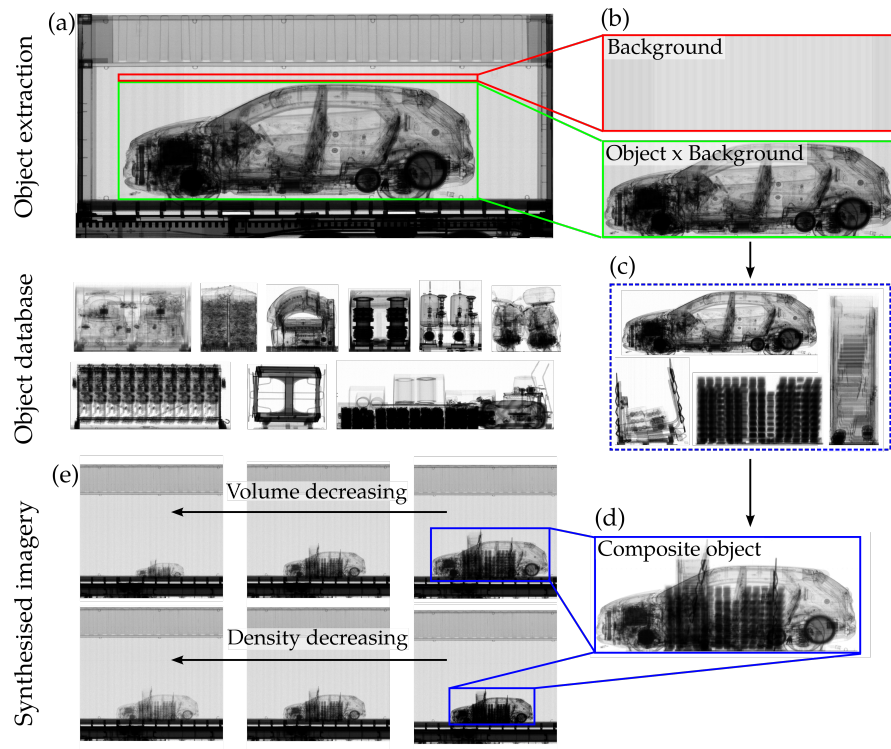 Object extraction
(a)
(b)
Background
Object x Background
(c)
Object database
(e)
Volume decreasing
(d)
Composite object
Density decreasing
Synthesised imagery